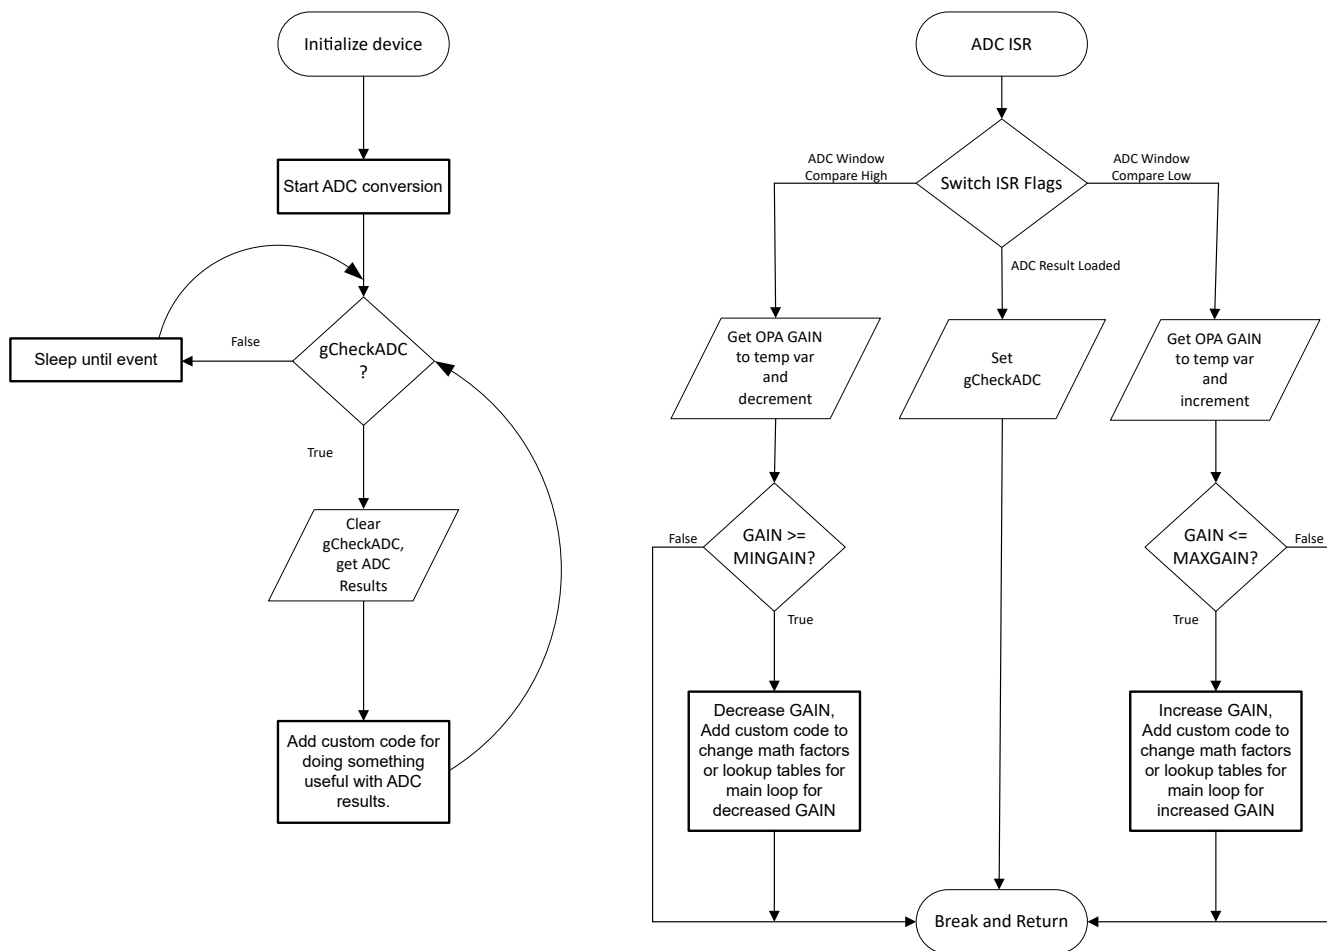 Initialize device
Start ADC conversion
False
Sleep until event
gCheckADC
?
True
Clear
gCheckADC,
get ADC
Results
Add custom code for
doing something
useful with ADC
results.
ADC ISR
ADC Window
Compare High
Switch ISR Flags
ADC Window
Compare Low
ADC Result Loaded
Get OPA GAIN
to temp var
and
decrement
Set
gCheckADC
Get OPA GAIN
to temp var
and
increment
False
GAIN >=
MINGAIN?
True
GAIN <=
MAXGAIN?
False
True
Decrease GAIN,
Add custom code to
change math factors
or lookup tables for
main loop for
decreased GAIN
Increase GAIN,
Add custom code to
change math factors
or lookup tables for
main loop for
increased GAIN
Break and Return